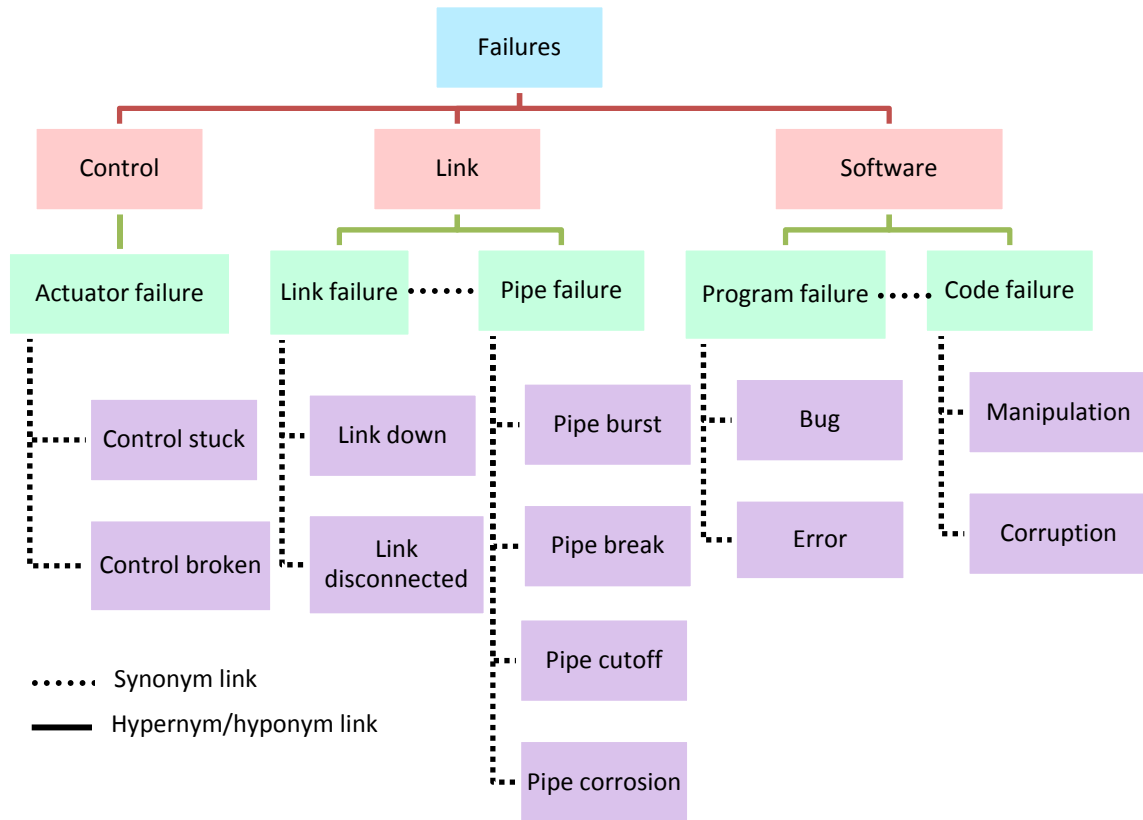 Failures
Control
Link
Software
Actuator failure
Link failure
Pipe failure
Program failure
Code failure
Control stuck
Link down
Pipe burst
Bug
Manipulation
Control broken
Link
disconnected
Pipe break
Error
Corruption
Pipe cutoff
Pipe corrosion
Synonym link
Hypernym/hyponym link